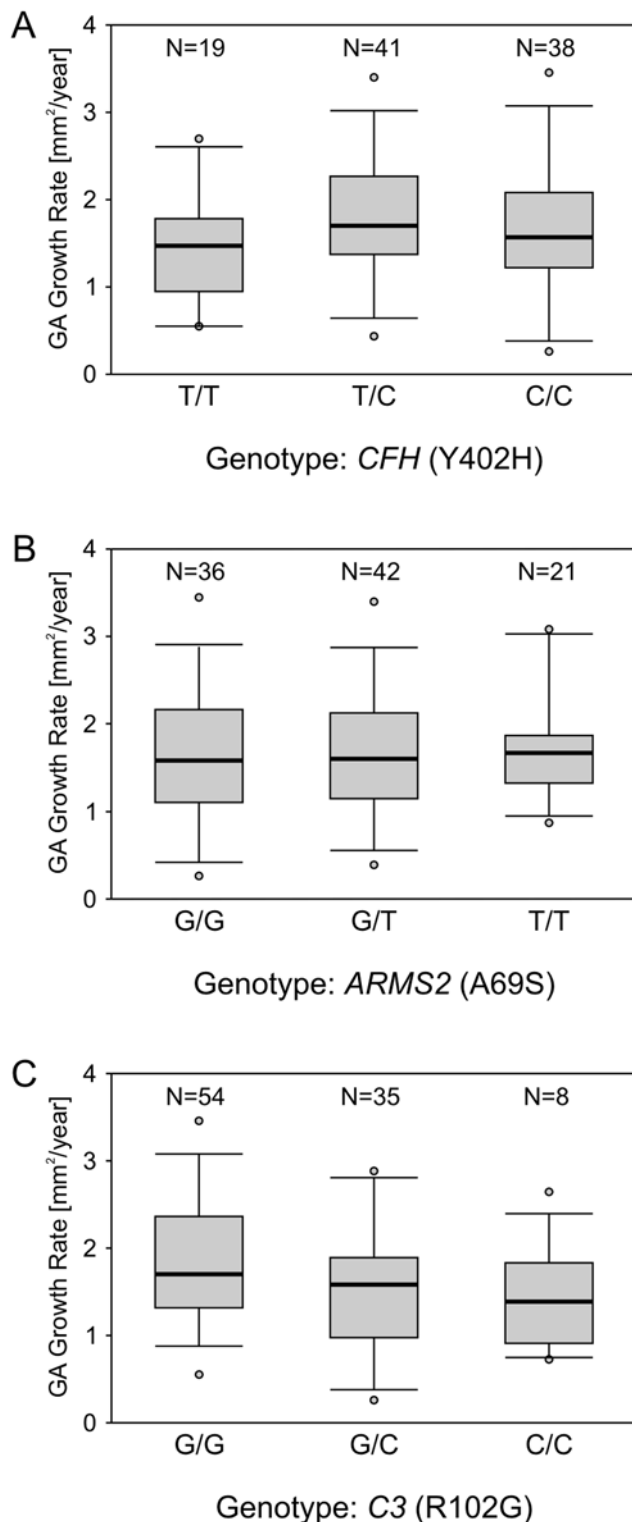 A
N=19 N=41 N=38
4
3
2
1
0
GA Growth Rate [mm²/year]
T/T T/C C/C
Genotype: CFH (Y402H)
B
N=36 N=42 N=21
4
3
2
1
0
GA Growth Rate [mm²/year]
G/G G/T T/T
Genotype: ARMS2 (A69S)
C
N=54 N=35 N=8
4
3
2
1
0
GA Growth Rate [mm²/year]
G/G G/C C/C
Genotype: C3 (R102G)